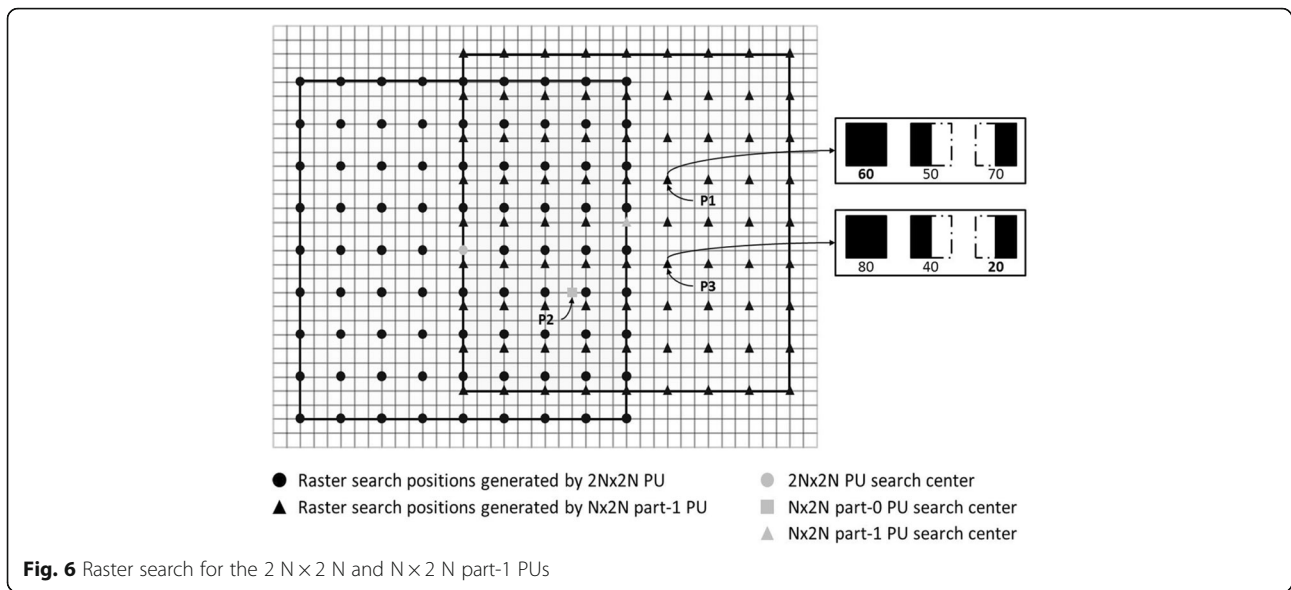 60 50 70
P1
80 40 20
P3
P2
Raster search positions generated by 2Nx2N PU
Raster search positions generated by Nx2N part-1 PU
2Nx2N PU search center
Nx2N part-0 PU search center
Nx2N part-1 PU search center
Fig. 6 Raster search for the 2 N × 2 N and N × 2 N part-1 PUs